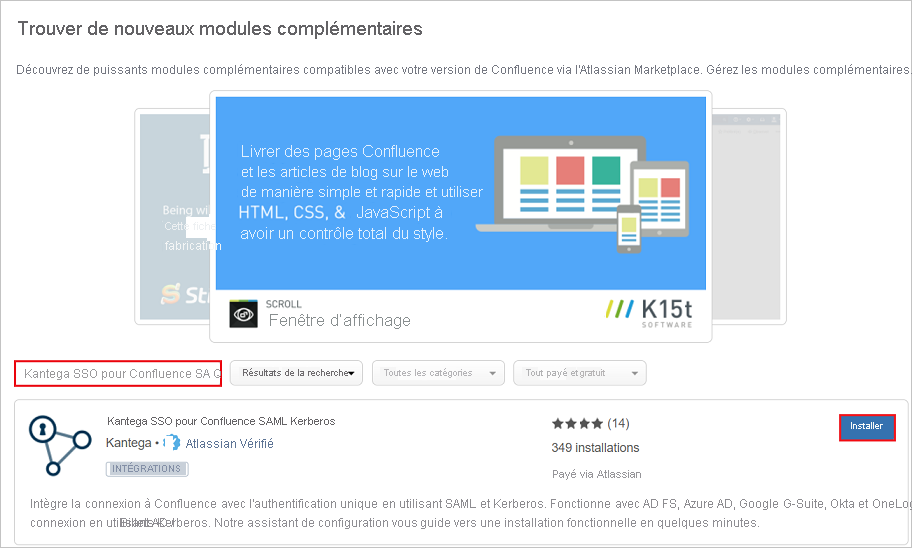 Trouver de nouveaux modules complémentaires
Découvrez de puissants modules complémentaires compatibles avec votre version de Confluence via l'Atlassian Marketplace. Gérez les modules complémentaires.
Livrer des pages Confluence
et les articles de blog sur le web
de manière simple et rapide et utiliser
HTML, CSS, & JavaScript à
avoir un contrôle total du style.
Being wi
Cette
fabrication
SCROLL
Fenêtre d'affichage
K15t
SOFTWARE
Kantega SSO pour Confluence SA
Résultats de la recherche
Toutes les catégories
Tout payé et gratuit
Kantega SSO pour Confluence SAML Kerberos
(14)
Installer
Kantega • Atlassian Vérifié
349 installations
INTÉGRATIONS
Payé via Atlassian
Intègre la connexion à Confluence avec l'authentification unique en utilisant SAML et Kerberos. Fonctionne avec AD FS, Azure AD, Google G-Suite, Okta et OneLog
connexion en utilisant Kerberos. Notre assistant de configuration vous guide vers une installation fonctionnelle en quelques minutes.